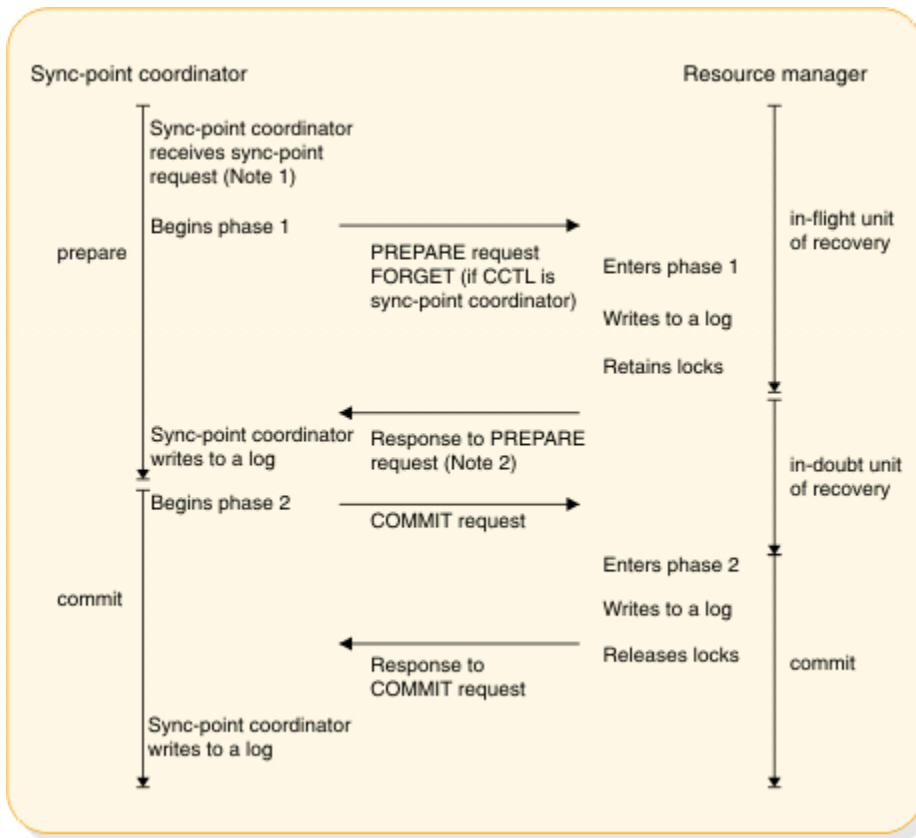 Sync-point coordinator
Resource manager
Sync-point coordinator
receives sync-point
request (Note 1)
in-flight unit
of recovery
prepare
Begins phase 1
PREPARE request
FORGET (if CCTL is
sync-point coordinator)
Enters phase 1
Writes to a log
Retains locks
Sync-point coordinator
writes to a log
Response to PREPARE
request (Note 2)
in-doubt unit
of recovery
Begins phase 2
COMMIT request
Enters phase 2
commit
Writes to a log
Releases locks
commit
Response to
COMMIT request
Sync-point coordinator
writes to a log